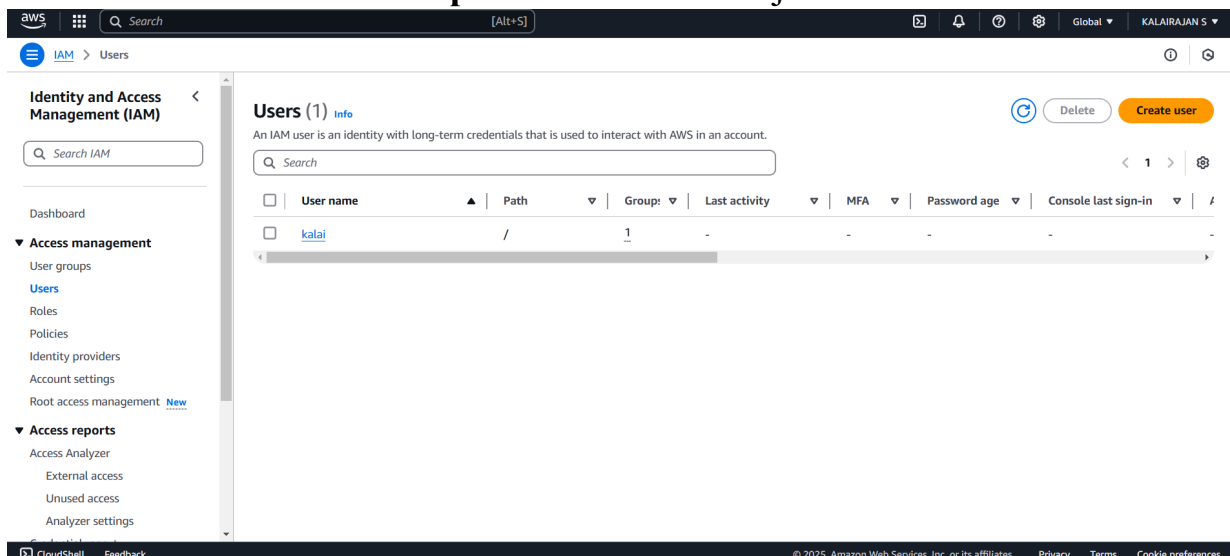 aws Search [Alt+S] Global KALAIRAJAN S
IAM > Users
Identity and Access
Management (IAM)
Search IAM
Dashboard
Access management
User groups
Users
Roles
Policies
Identity providers
Account settings
Root access management New
Access reports
Access Analyzer
External access
Unused access
Analyzer settings
Users (1) Info
Delete Create user
An IAM user is an identity with long-term credentials that is used to interact with AWS in an account.
Search
1
User name Path Group: Last activity MFA Password age Console last sign-in
kalai / 1 - - - - -
CloudShell Feedback © 2025, Amazon Web Services, Inc. or its affiliates. Privacy Terms Cookie preferences